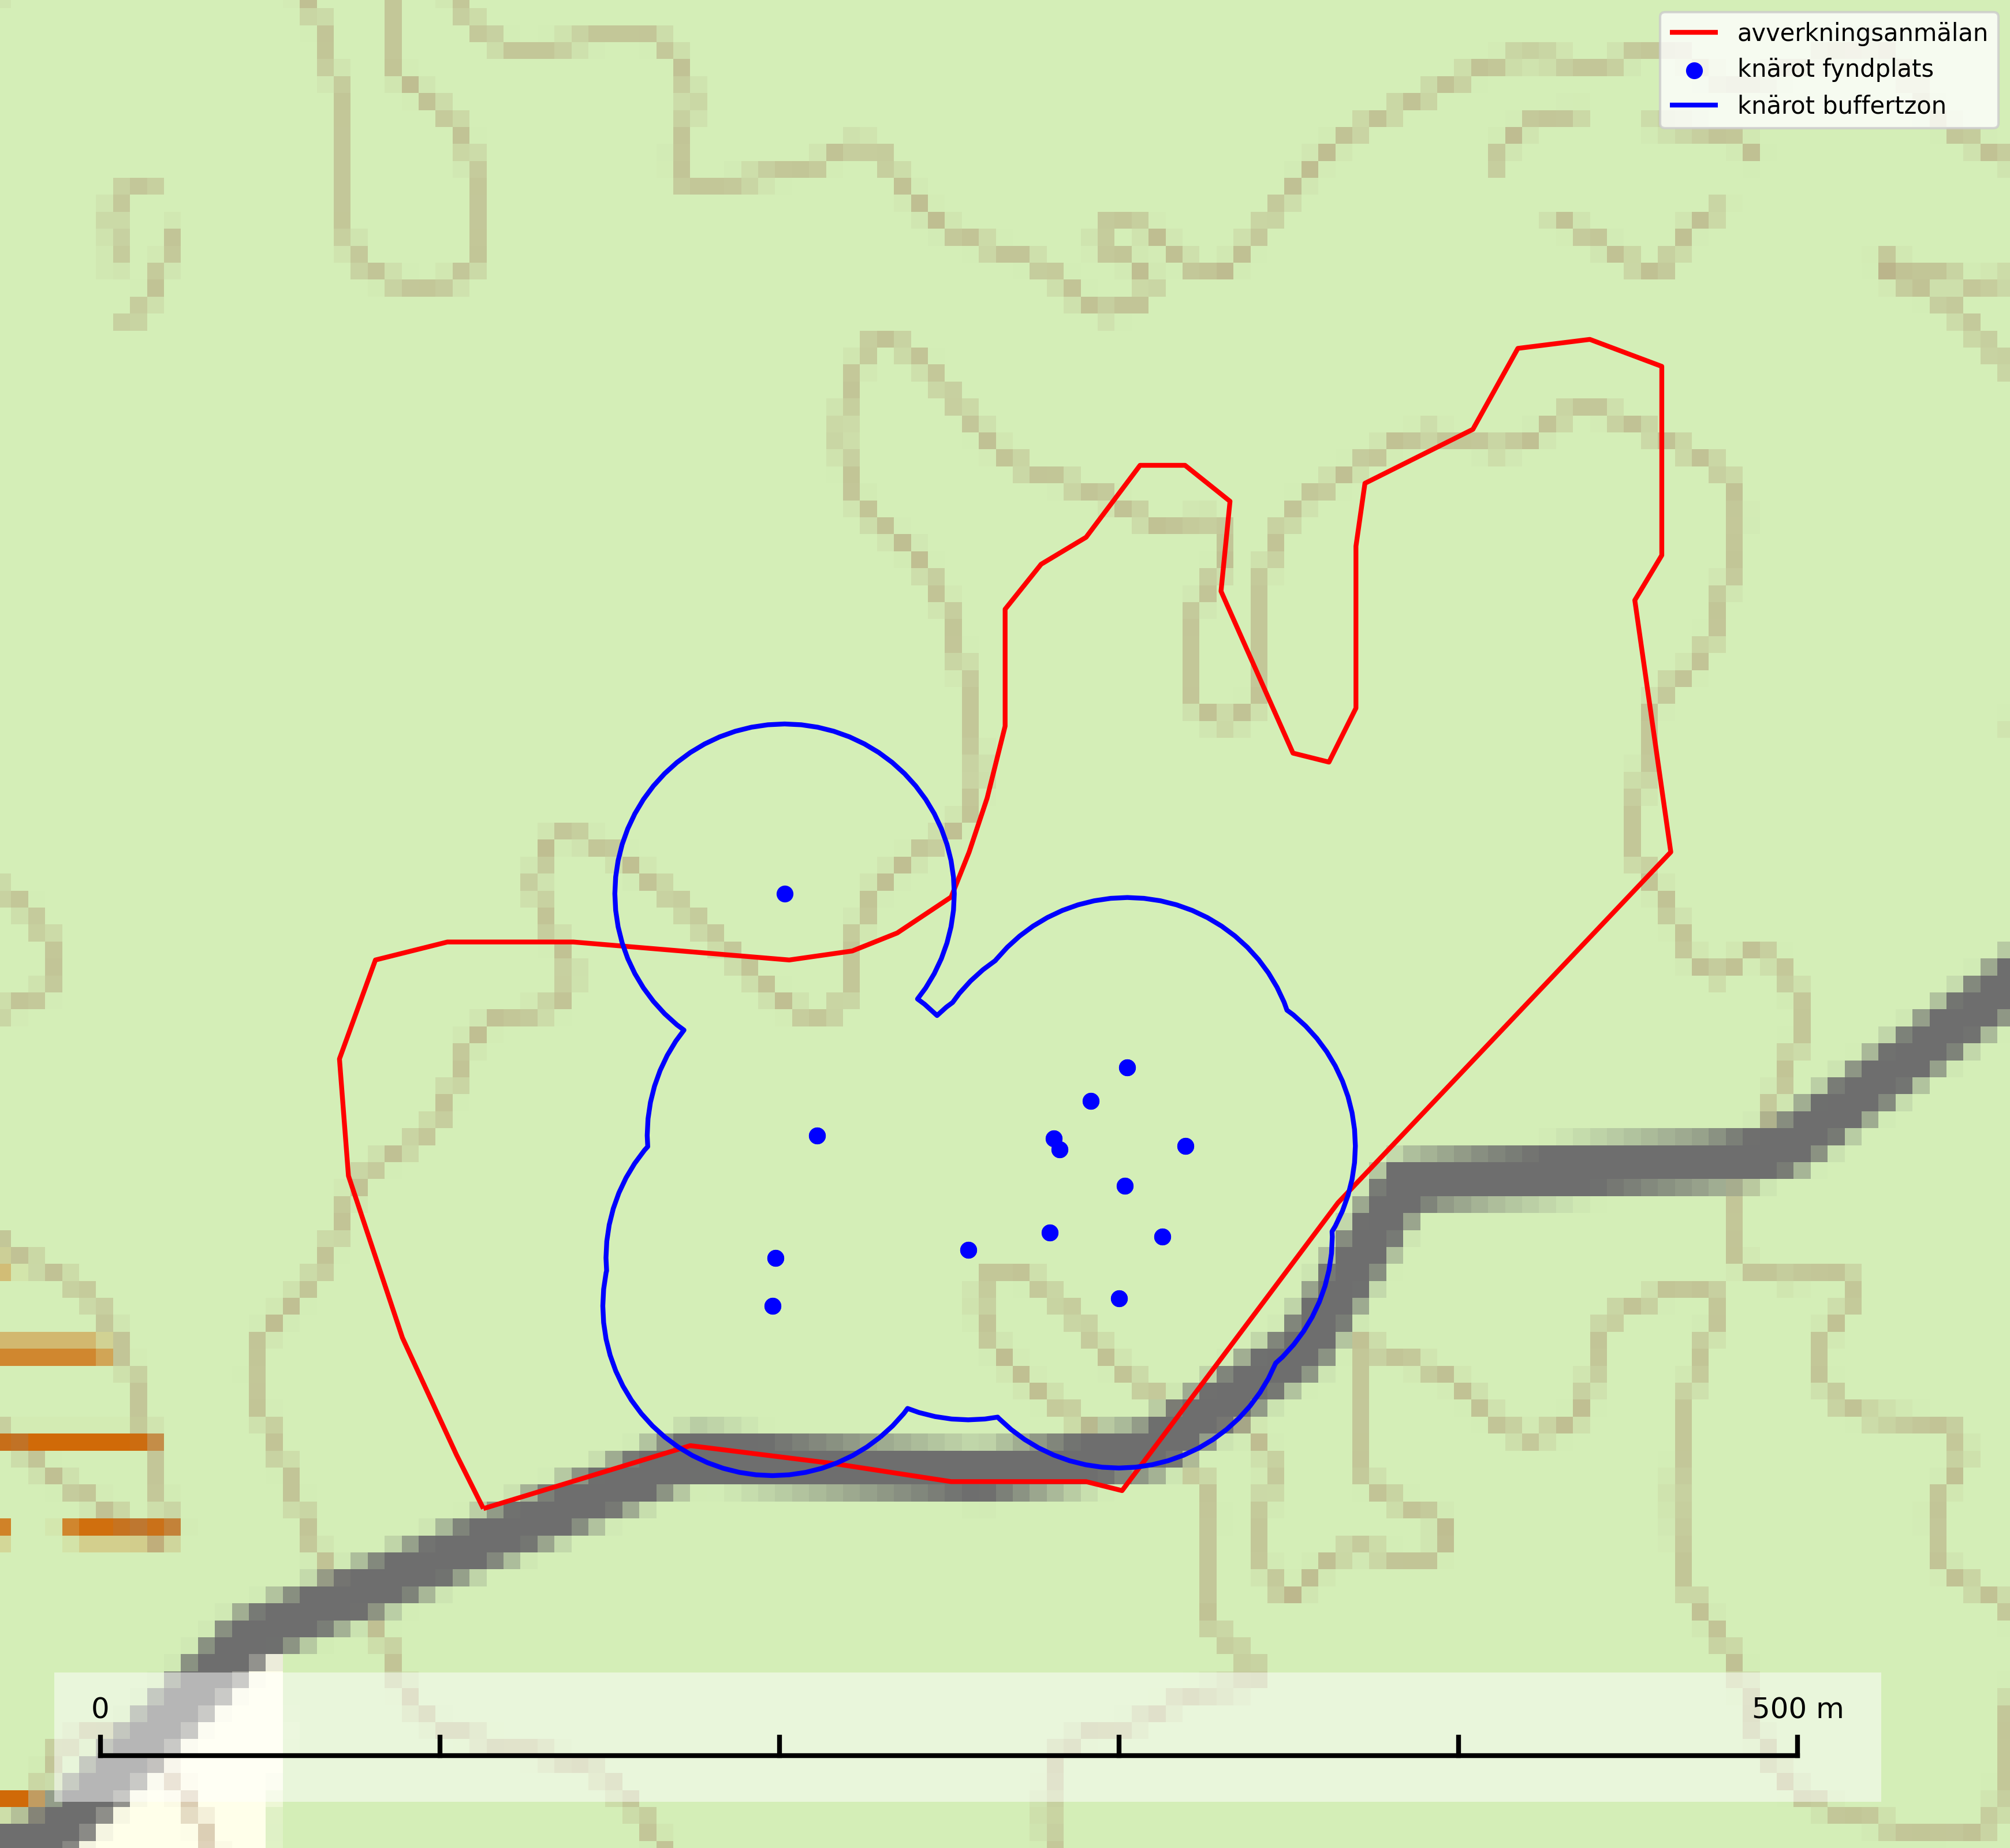 avverkningsanmälan
knärot fyndplats
knärot buffertzon
0
500 m